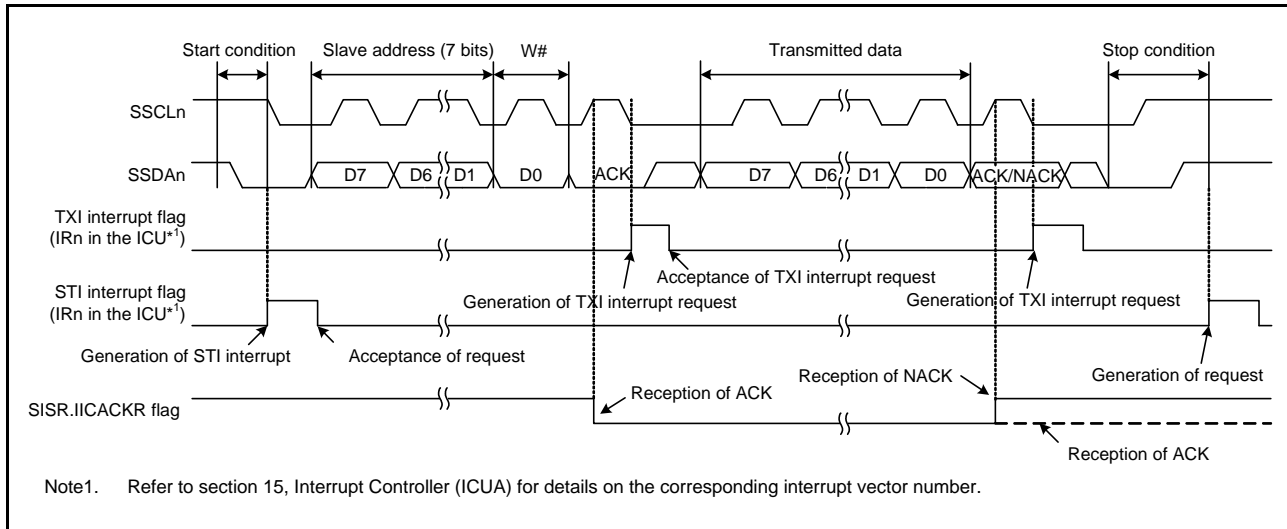 Start condition
Slave address (7 bits)
W#
Transmitted data
Stop condition
SSCLn
SSDAn
D7
D6
D1
D0
ACK
D7
D6
D1
D0
ACK/NACK
TXI interrupt flag
(IRn in the ICU*1)
Acceptance of TXI interrupt request
Generation of TXI interrupt request
Generation of TXI interrupt request
STI interrupt flag
(IRn in the ICU*1)
Generation of STI interrupt
Acceptance of request
Generation of request
Reception of NACK
Reception of ACK
SISR.IICACKR flag
Reception of ACK
Note1. Refer to section 15, Interrupt Controller (ICUA) for details on the corresponding interrupt vector number.